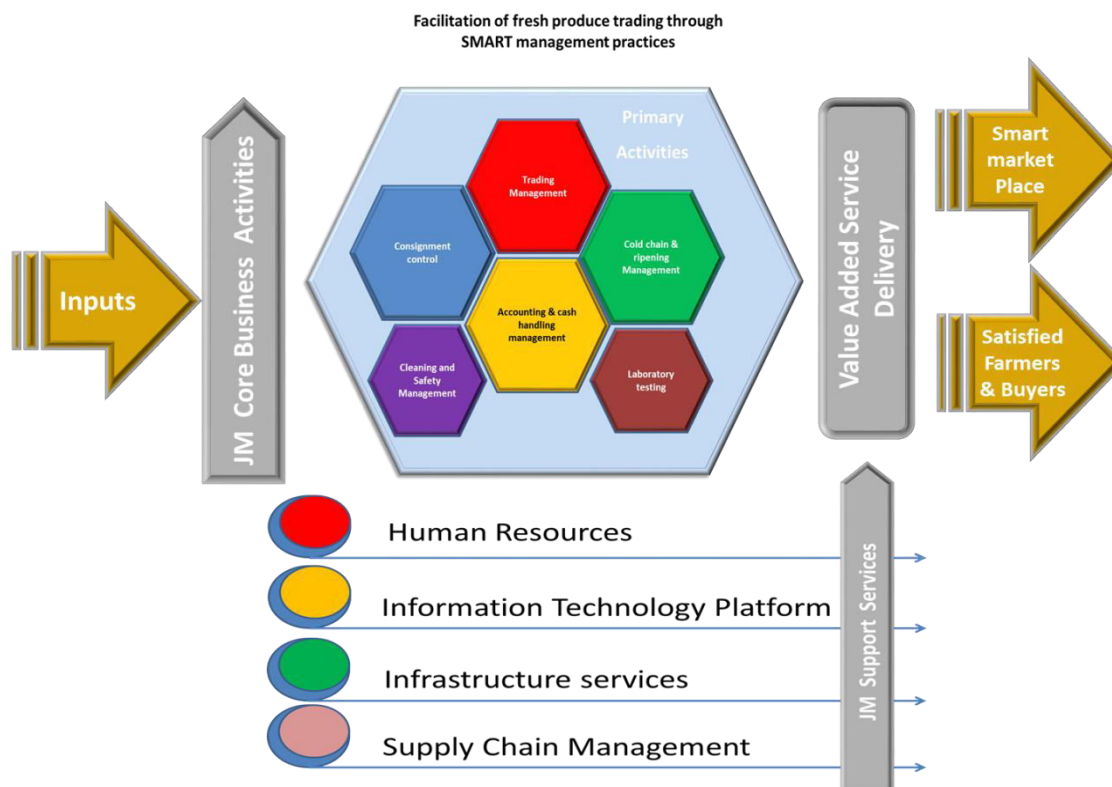 Facilitation of fresh produce trading through
SMART management practices
Inputs
JM Core Business Activities
Primary
Activities
Trading
Management
Consignment
control
Cold chain &
ripening
Management
Accounting & cash
handling
management
Cleaning and
Safety
Management
Laboratory
testing
Value Added Service
Delivery
Smart
market
Place
Satisfied
Farmers
& Buyers
Human Resources
Information Technology Platform
Infrastructure services
Supply Chain Management
JM Support Services